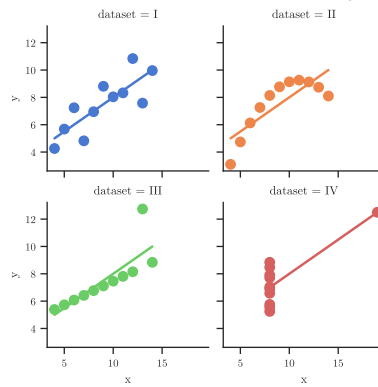 dataset = I
dataset = II
12
10
8
6
4
y
dataset = III
dataset = IV
12
10
8
6
4
y
5
10
15
5
10
15
x
x